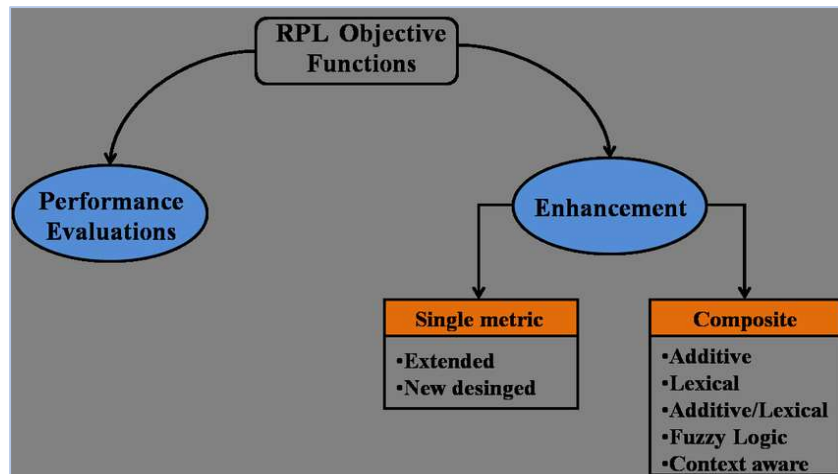 RPL Objective
Functions
Performance
Evaluations
Enhancement
Single metric
•Extended
•New desinged
Composite
•Additive
•Lexical
•Additive/Lexical
•Fuzzy Logic
•Context aware